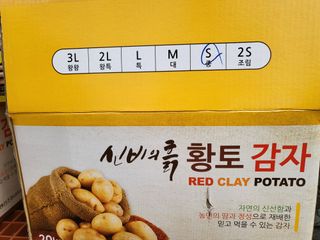 3L 2L L M S 2S
왕왕 왕특 특 대 중 조림
신비의 흙 황토 감자
RED CLAY POTATO
자연의 신선함과
농민의 땀과 정성으로 재배한
믿고 먹을 수 있는 감자